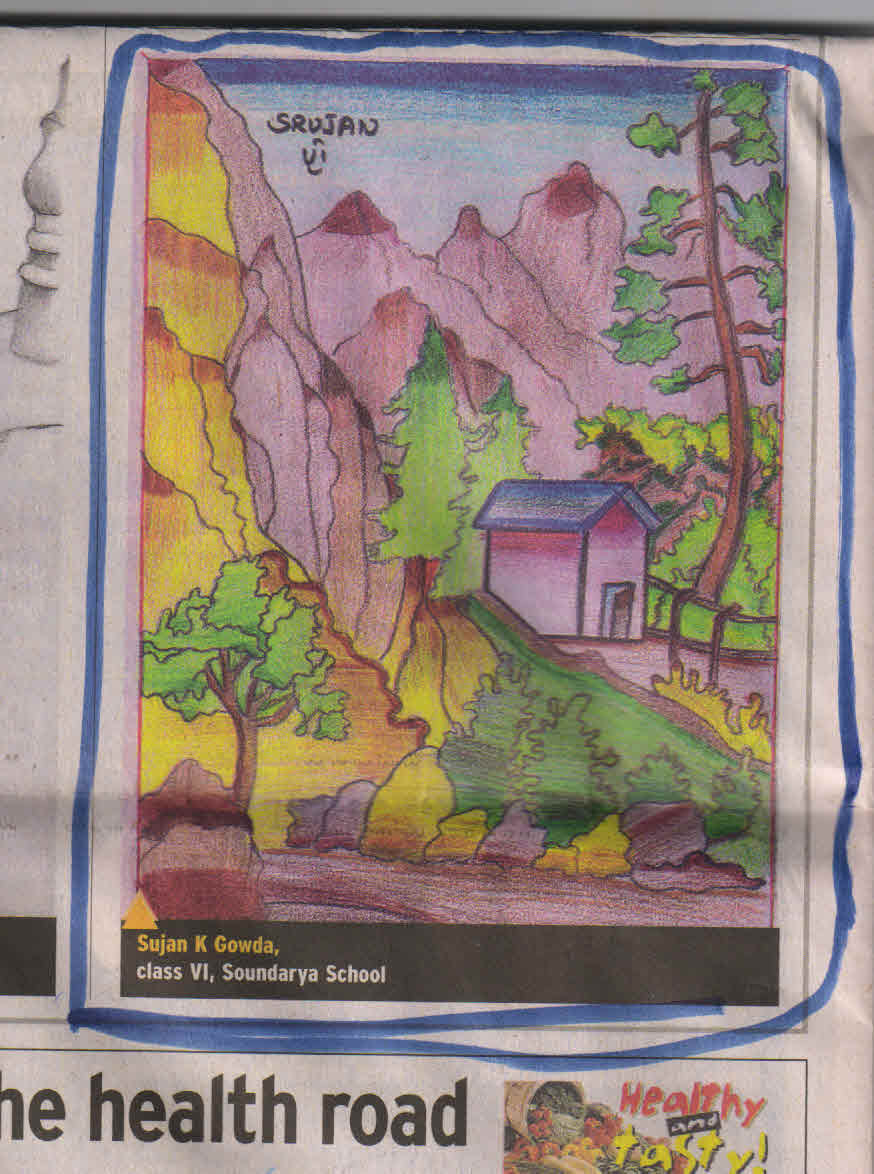 SRUJAN
VI
Sujan K Gowda,
class VI, Soundarya School
he health road
Healthy
and
tasty!